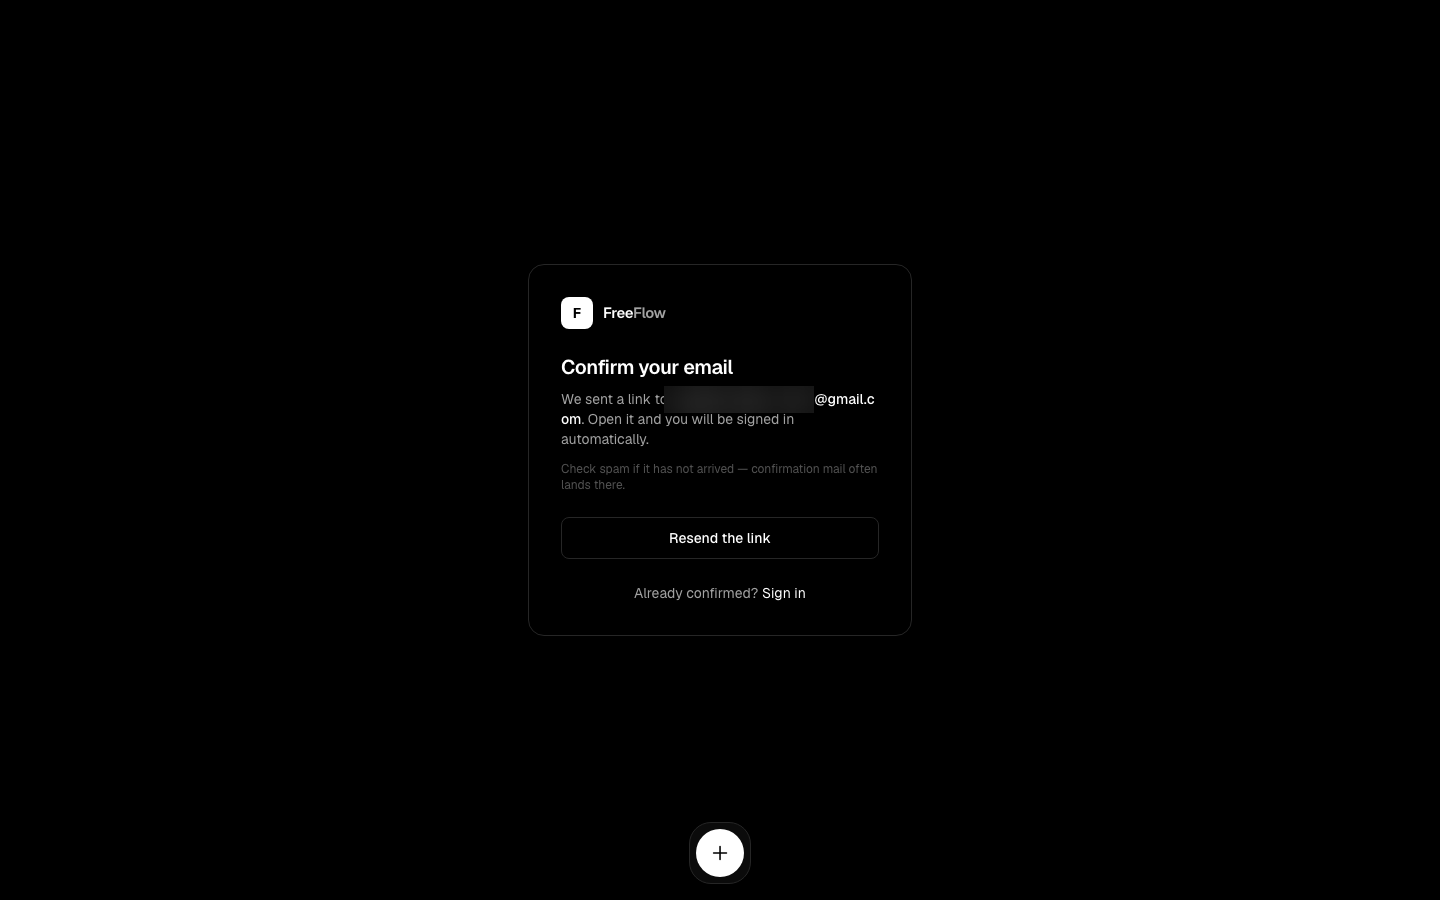 F FreeFlow
Confirm your email
We sent a link to @gmail.c
om. Open it and you will be signed in
automatically.
Check spam if it has not arrived — confirmation mail often
lands there.
Resend the link
Already confirmed? Sign in